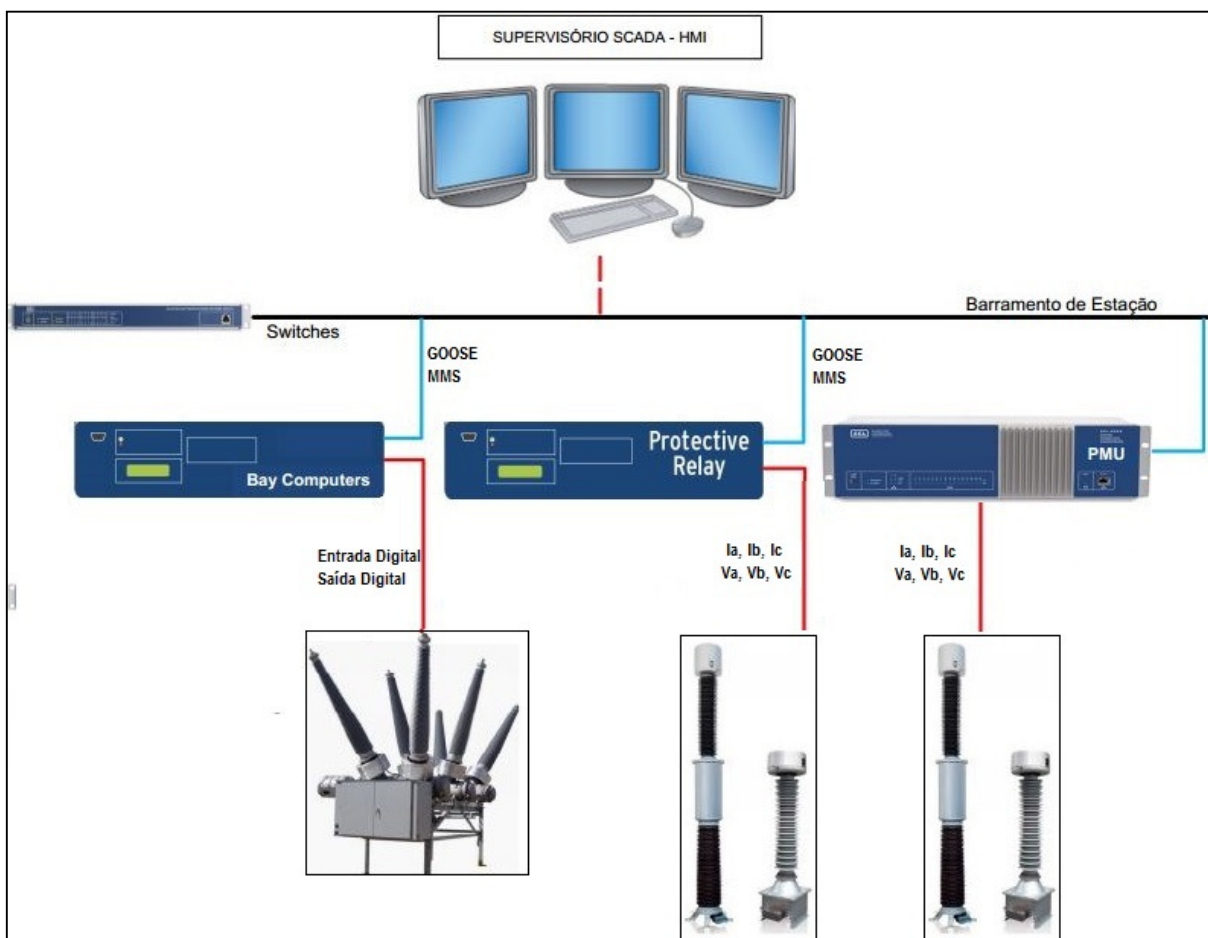 SUPERVISÓRIO SCADA - HMI
Barramento de Estação
Switches
GOOSE
MMS
GOOSE
MMS
Bay Computers
Protective
Relay
SEL
PMU
Entrada Digital
Saída Digital
Ia, Ib, Ic
Va, Vb, Vc
Ia, Ib, Ic
Va, Vb, Vc